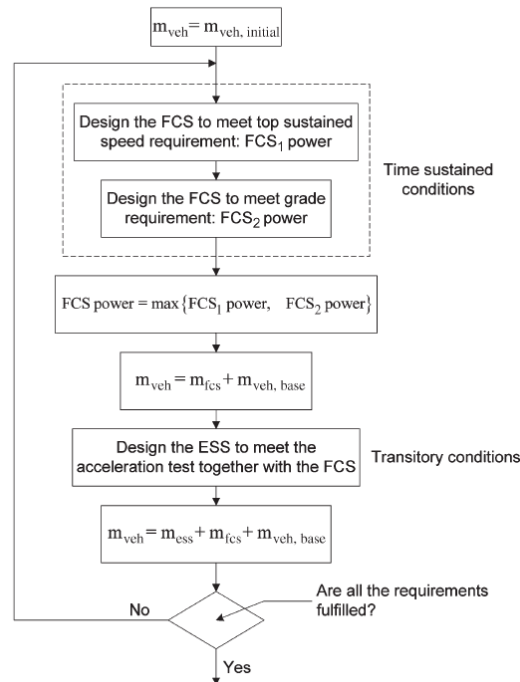 m_veh = m_veh, initial
Design the FCS to meet top sustained
speed requirement: FCS_1 power
Design the FCS to meet grade
requirement: FCS_2 power
Time sustained
conditions
FCS power = max{FCS_1 power, FCS_2 power}
m_veh = m_fcs + m_veh, base
Design the ESS to meet the
acceleration test together with the FCS
Transitory conditions
m_veh = m_ess + m_fcs + m_veh, base
Are all the requirements
fulfilled?
No
Yes